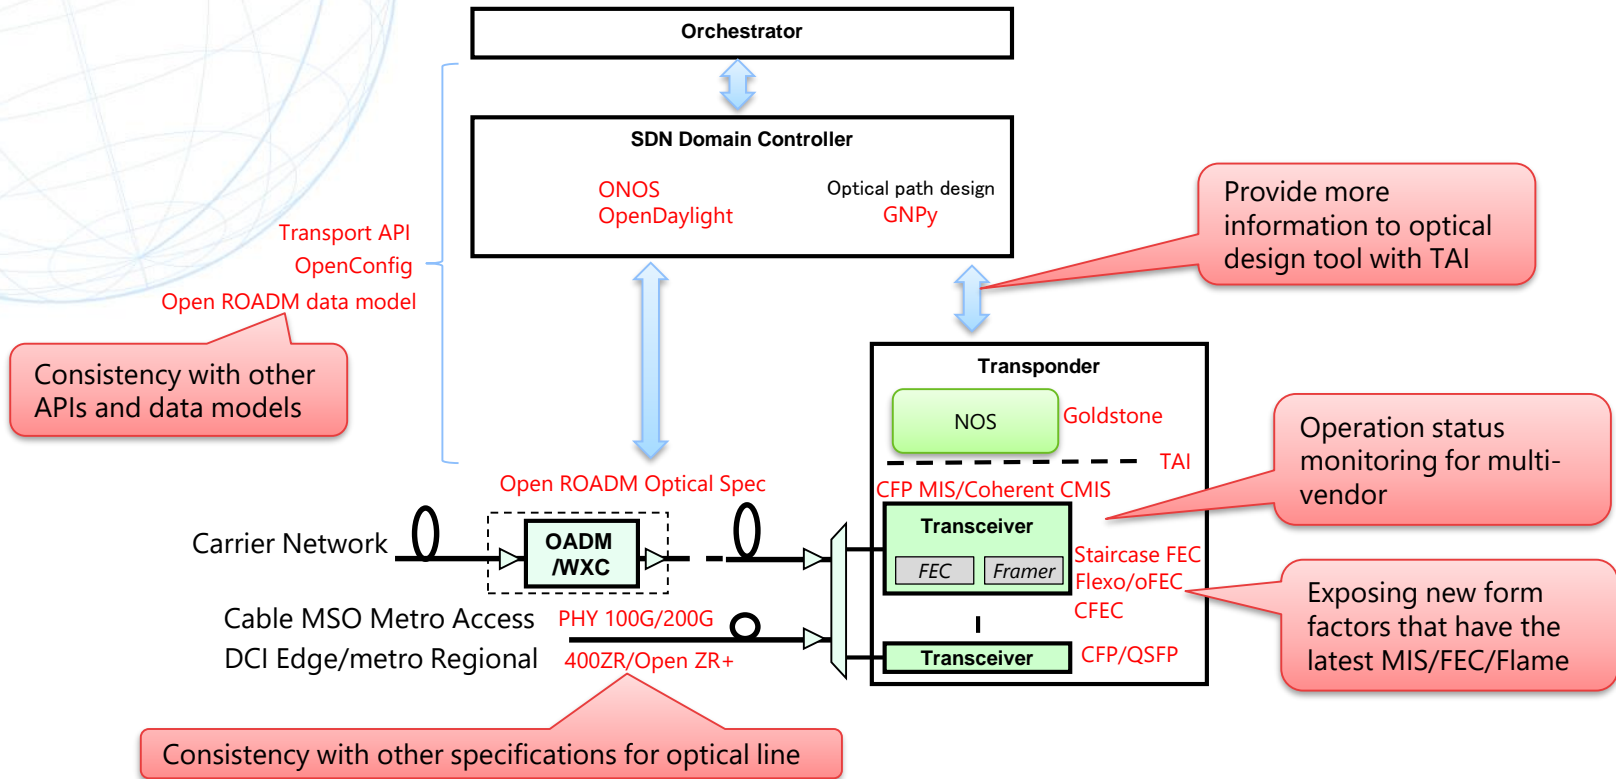 Orchestrator
SDN Domain Controller
ONOS
OpenDaylight
Optical path design
GNPy
Transport API
OpenConfig
Open ROADM data model
Provide more
information to optical
design tool with TAI
Consistency with other
APIs and data models
Transponder
NOS
Goldstone
TAI
Operation status
monitoring for multi-
vendor
Open ROADM Optical Spec
CFP MIS/Coherent CMIS
Carrier Network
OADM
/WXC
Transceiver
FEC
Framer
Staircase FEC
Flexo/oFEC
CFEC
Exposing new form
factors that have the
latest MIS/FEC/Flame
Cable MSO Metro Access
PHY 100G/200G
DCI Edge/metro Regional
400ZR/Open ZR+
Transceiver
CFP/QSFP
Consistency with other specifications for optical line